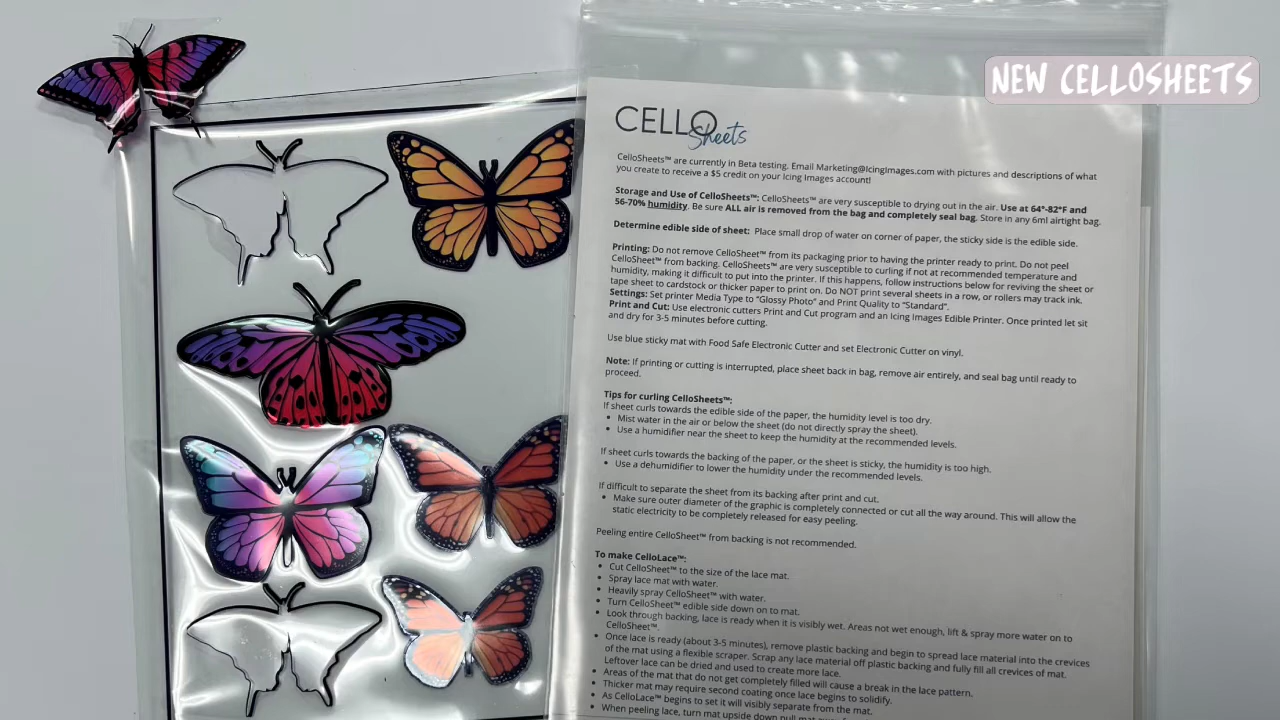 NEW CELLOSHEETS
CELLO
Sheets
CelloSheets™ are currently in Beta testing. Email Marketing@IcingImages.com with pictures and descriptions of what
you create to receive a $5 credit on your Icing Images account!
Storage and Use of CelloSheets™: CelloSheets™ are very susceptible to drying out in the air. Use at 64°-82°F and
56-70% humidity. Be sure ALL air is removed from the bag and completely seal bag. Store in any 6ml airtight bag.
Determine edible side of sheet: Place small drop of water on corner of paper, the sticky side is the edible side.
Printing: Do not remove CelloSheet™ from its packaging prior to having the printer ready to print. Do not peel
CelloSheet™ from backing. CelloSheets™ are very susceptible to curling if not at recommended temperature and
humidity, making it difficult to put into the printer. If this happens, follow instructions below for reviving the sheet or
tape sheet to cardstock or thicker paper to print on. Do NOT print several sheets in a row, or rollers may track ink.
Settings: Set printer Media Type to “Glossy Photo” and Print Quality to “Standard”.
Print and Cut: Use electronic cutters Print and Cut program and an Icing Images Edible Printer. Once printed let sit
and dry for 3-5 minutes before cutting.
Use blue sticky mat with Food Safe Electronic Cutter and set Electronic Cutter on vinyl.
Note: If printing or cutting is interrupted, place sheet back in bag, remove air entirely, and seal bag until ready to
proceed.
Tips for curling CelloSheets™:
If sheet curls towards the edible side of the paper, the humidity level is too dry.
• Mist water in the air or below the sheet (do not directly spray the sheet).
• Use a humidifier near the sheet to keep the humidity at the recommended levels.
If sheet curls towards the backing of the paper, or the sheet is sticky, the humidity is too high.
• Use a dehumidifier to lower the humidity under the recommended levels.
If difficult to separate the sheet from its backing after print and cut.
• Make sure outer diameter of the graphic is completely connected or cut all the way around. This will allow the
static electricity to be completely released for easy peeling.
Peeling entire CelloSheet™ from backing is not recommended.
To make CelloLace™:
• Cut CelloSheet™ to the size of the lace mat.
• Spray lace mat with water.
• Heavily spray CelloSheet™ with water.
• Turn CelloSheet™ edible side down on to mat.
• Look through backing, lace is ready when it is visibly wet. Areas not wet enough, lift & spray more water on to
CelloSheet™.
• Once lace is ready (about 3-5 minutes), remove plastic backing and begin to spread lace material into the crevices
of the mat using a flexible scraper. Scrap any lace material off plastic backing and fully fill all crevices of mat.
Leftover lace can be dried and used to create more lace.
• Areas of the mat that do not get completely filled will cause a break in the lace pattern.
• Thicker mat may require second coating once lace begins to solidify.
• As CelloLace™ begins to set it will visibly separate from the mat.
• When peeling lace, turn mat upside down pull mat